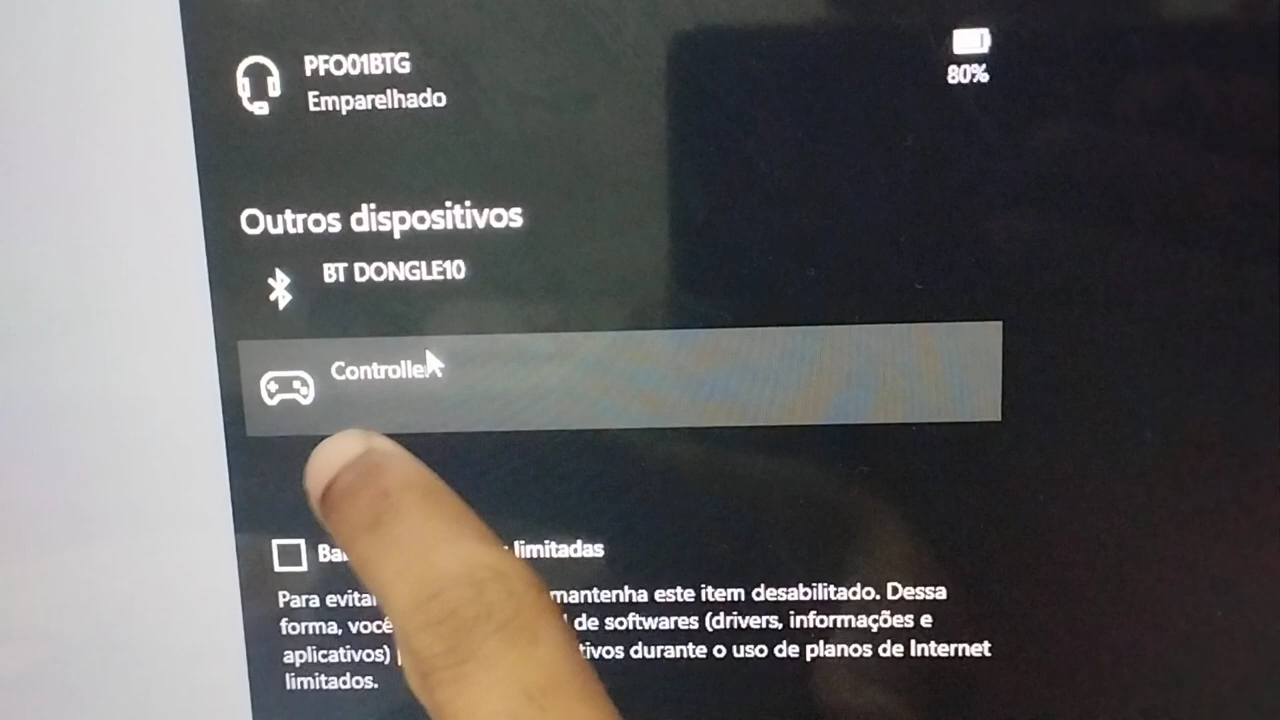 PFO01BTG
80%
Emparelhado
Outros dispositivos
BT DONGLE10
Controller
limitadas
Para evitar mantenha este item desabilitado. Dessa
forma, você de softwares (drivers, informações e
aplicativos) durante o uso de planos de Internet
limitados.